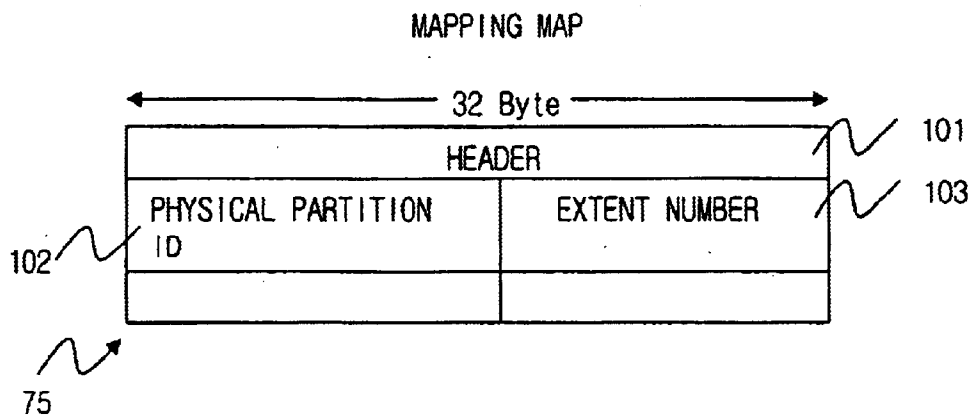 MAPPING MAP
32 Byte
101
HEADER
103
PHYSICAL PARTITION
ID
EXTENT NUMBER
102
75